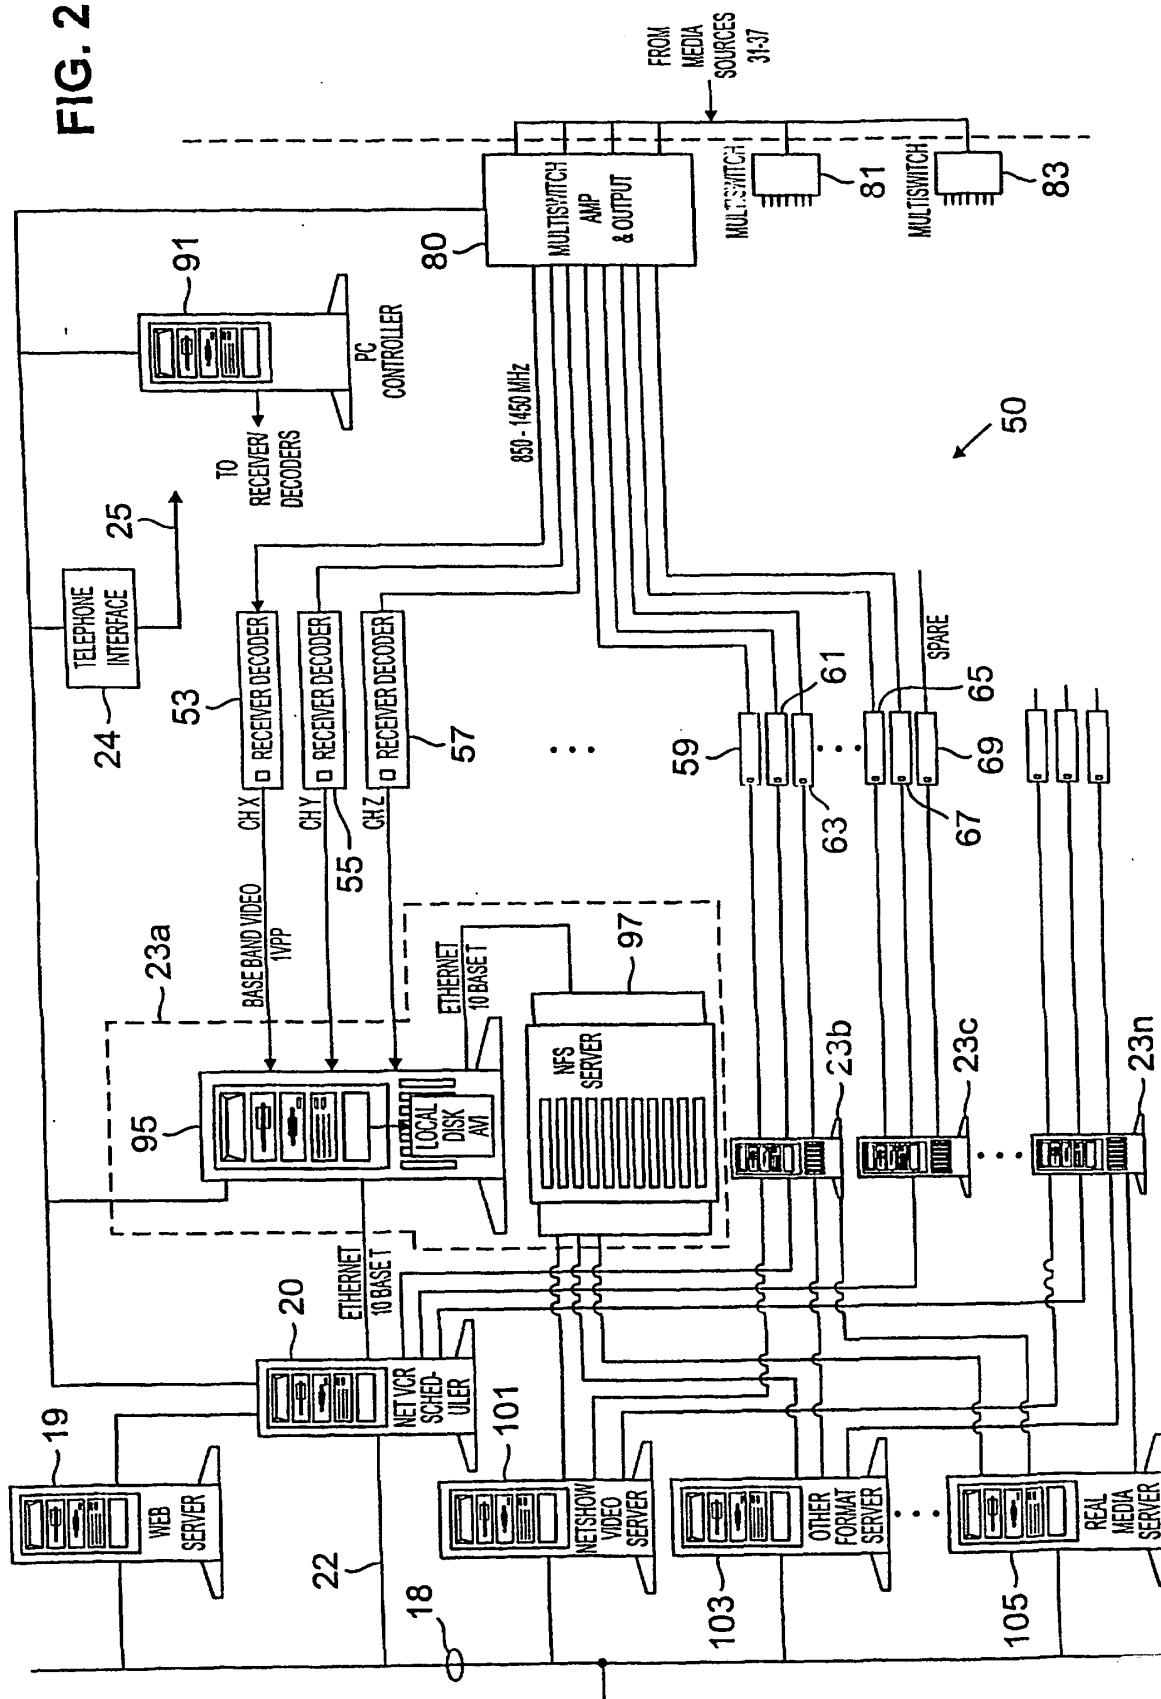 FIG. 2
19
WEB
SERVER
22
18
20
NET VCR
SCHED-
ULER
101
NETSHOW
VIDEO
SERVER
103
OTHER
FORMAT
SERVER
105
REAL
MEDIA
SERVER
ETHERNET
10 BASE T
95
LOCAL
DISK
AVI
23a
BASE BAND VIDEO
1VPP
ETHERNET
10 BASE T
NFS
SERVER
97
23b
23c
23n
24
TELEPHONE
INTERFACE
25
53
RECEIVER DECODER
CH X
RECEIVER DECODER
CH Y
55
RECEIVER DECODER
CH Z
57
59
61
63
65
67
69
SPARE
TO
RECEIVER/
DECODERS
91
PC
CONTROLLER
850 - 1450 MHz
80
MULTISWITCH
AMP
& OUTPUT
MULTISWITCH
81
MULTISWITCH
83
FROM
MEDIA
SOURCES
31-37
50